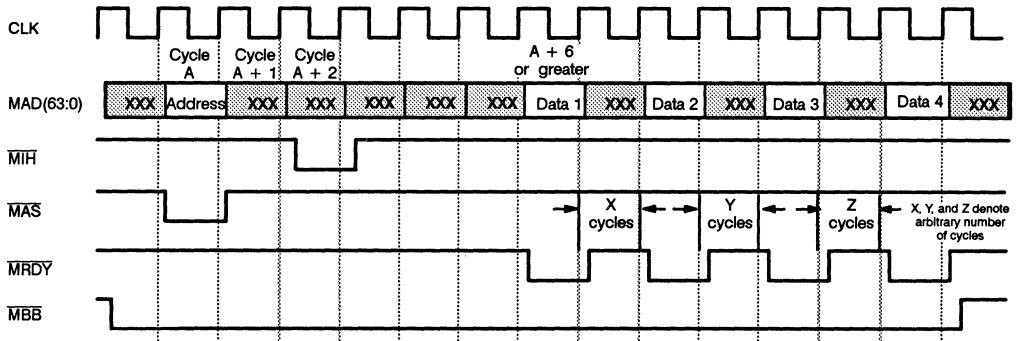 CLK
Cycle A
Cycle A + 1
Cycle A + 2
A + 6 or greater
MAD(63:0)
XXX Address XXX XXX XXX XXX XXX Data 1 XXX Data 2 XXX Data 3 XXX Data 4 XXX
MIH
MAS
X cycles
Y cycles
Z cycles
X, Y, and Z denote
arbitrary number
of cycles
MRDY
MBB